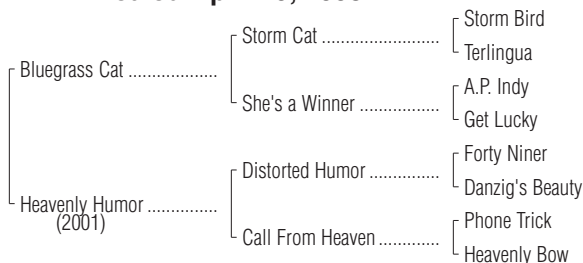 Storm Bird
Storm Cat ........................
Terlingua
Bluegrass Cat ..................
A.P. Indy
She's a Winner ................
Get Lucky
Forty Niner
Distorted Humor ..............
Danzig's Beauty
Heavenly Humor ..............
(2001)
Phone Trick
Call From Heaven ............
Heavenly Bow